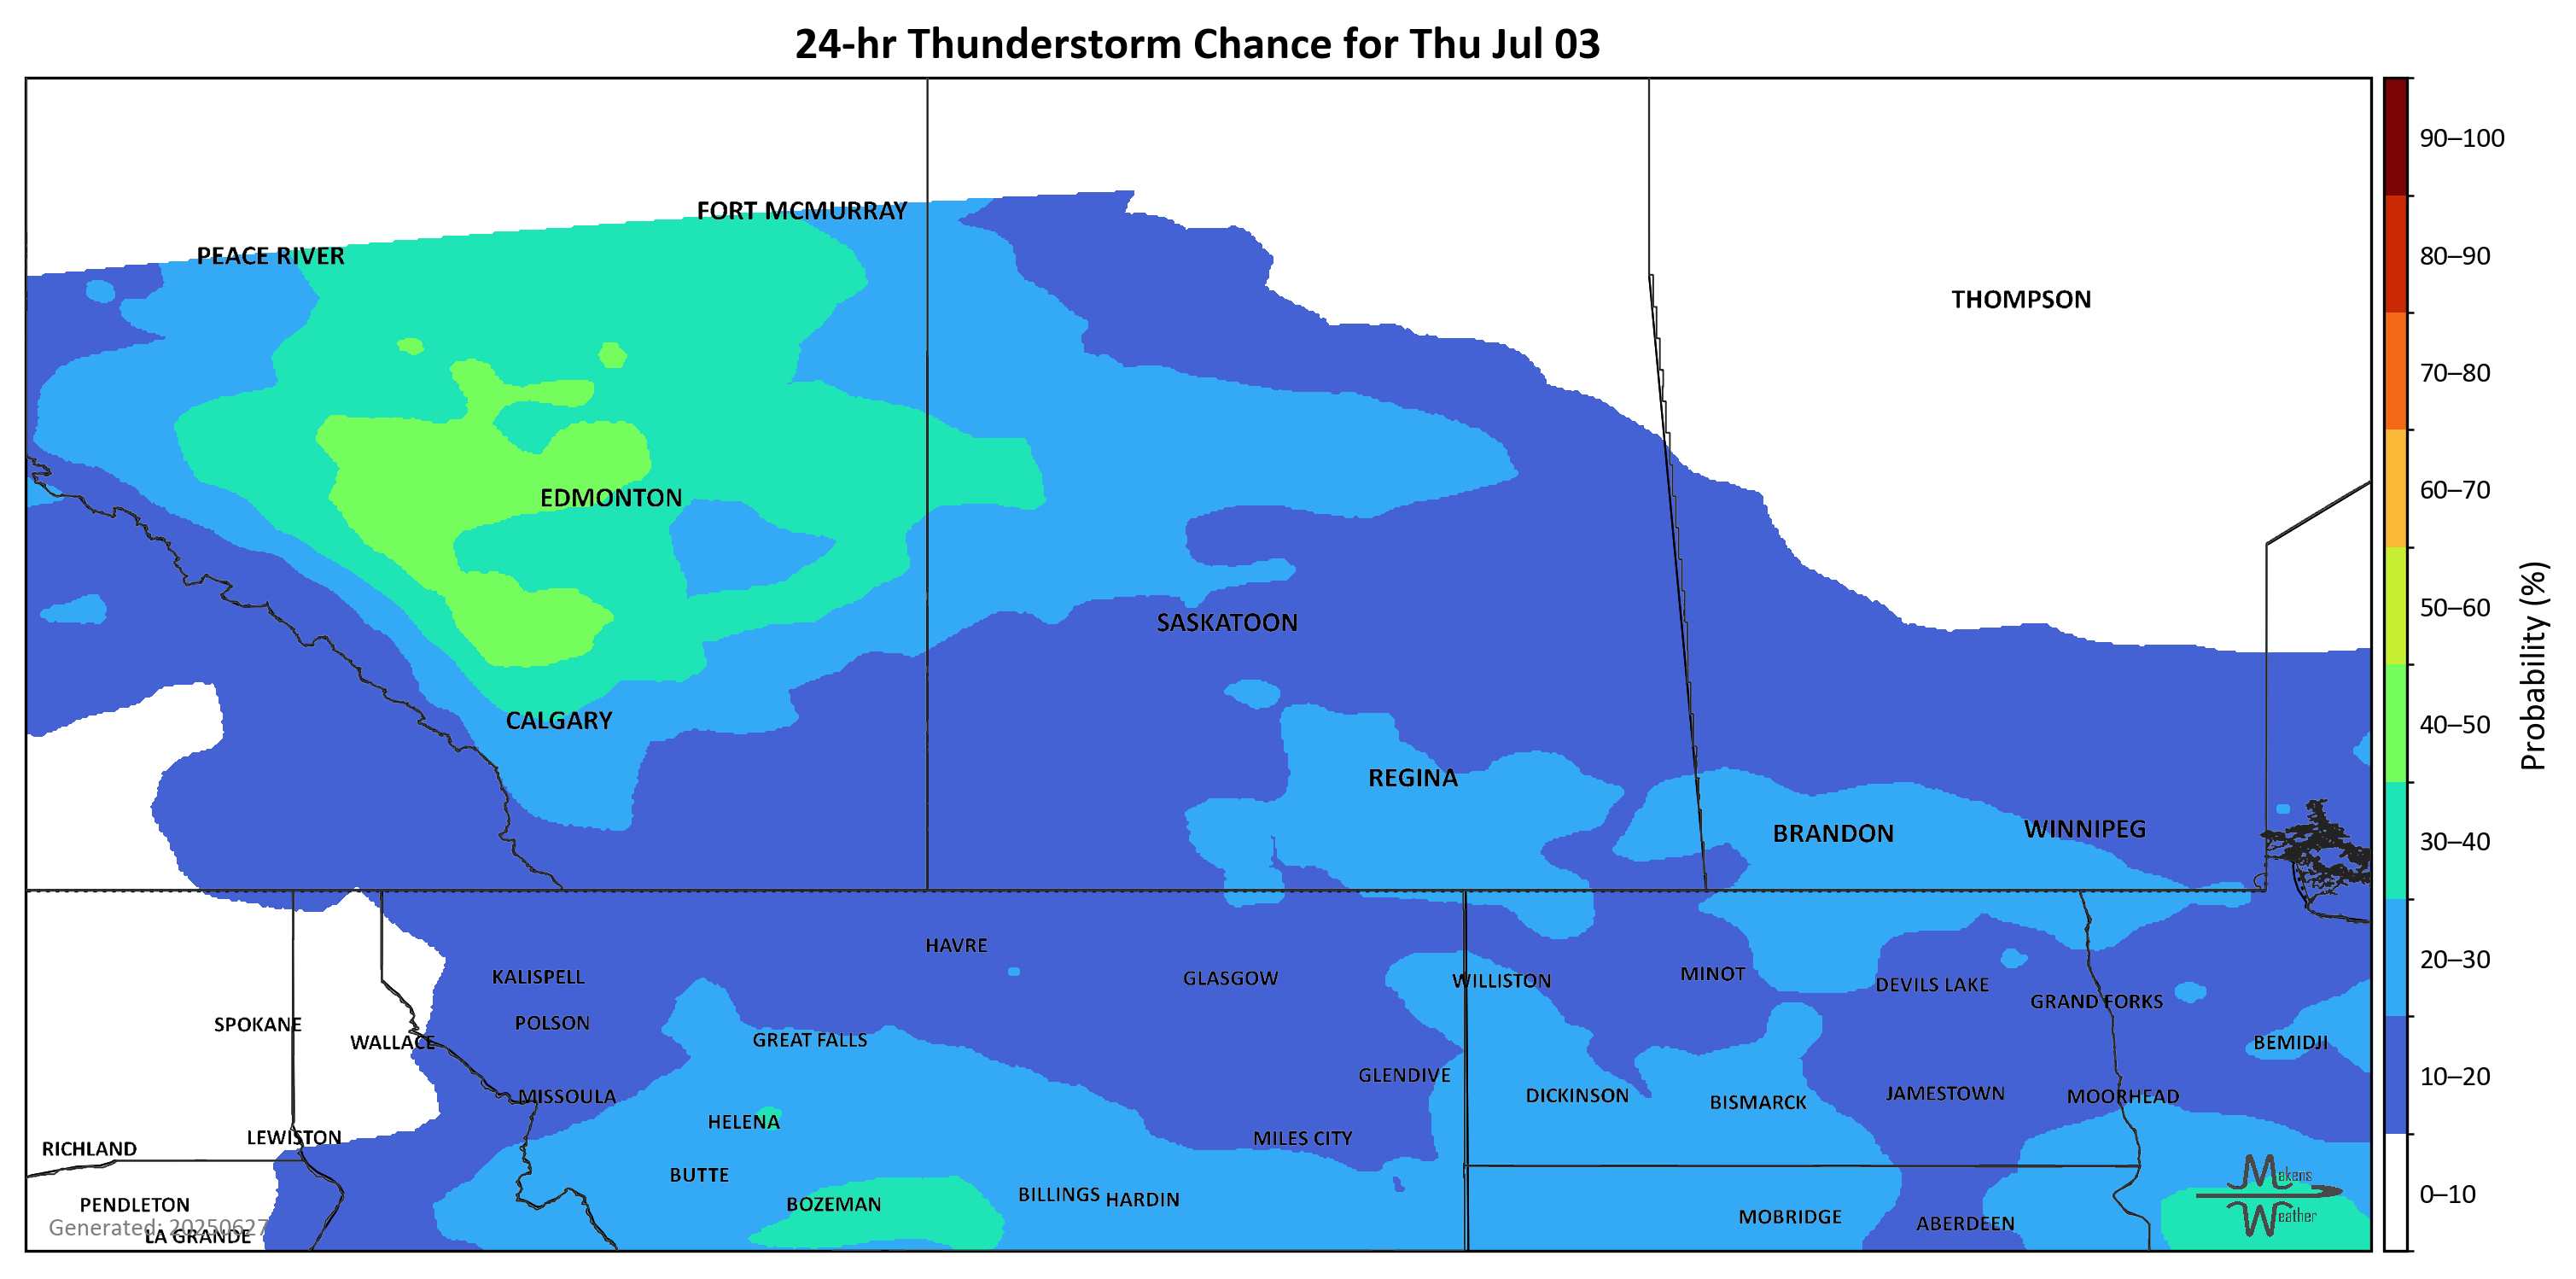 24-hr Thunderstorm Chance for Thu Jul 03
90–100
FORT MCMURRAY
PEACE RIVER
80–90
THOMPSON
70–80
60–70
EDMONTON
50–60
SASKATOON
Probability (%)
CALGARY
40–50
REGINA
BRANDON
WINNIPEG
30–40
HAVRE
20–30
KALISPELL
GLASGOW
WILLISTON
MINOT
DEVILS LAKE
GRAND FORKS
SPOKANE
POLSON
WALLACE
GREAT FALLS
BEMIDJI
GLENDIVE
10–20
MISSOULA
DICKINSON
BISMARCK
JAMESTOWN
MOORHEAD
HELENA
LEWISTON
MILES CITY
RICHLAND
BUTTE
Makens
Weather
BILLINGS
HARDIN
0–10
PENDLETON
BOZEMAN
MOBRIDGE
ABERDEEN
Generated: 20250627
LA GRANDE